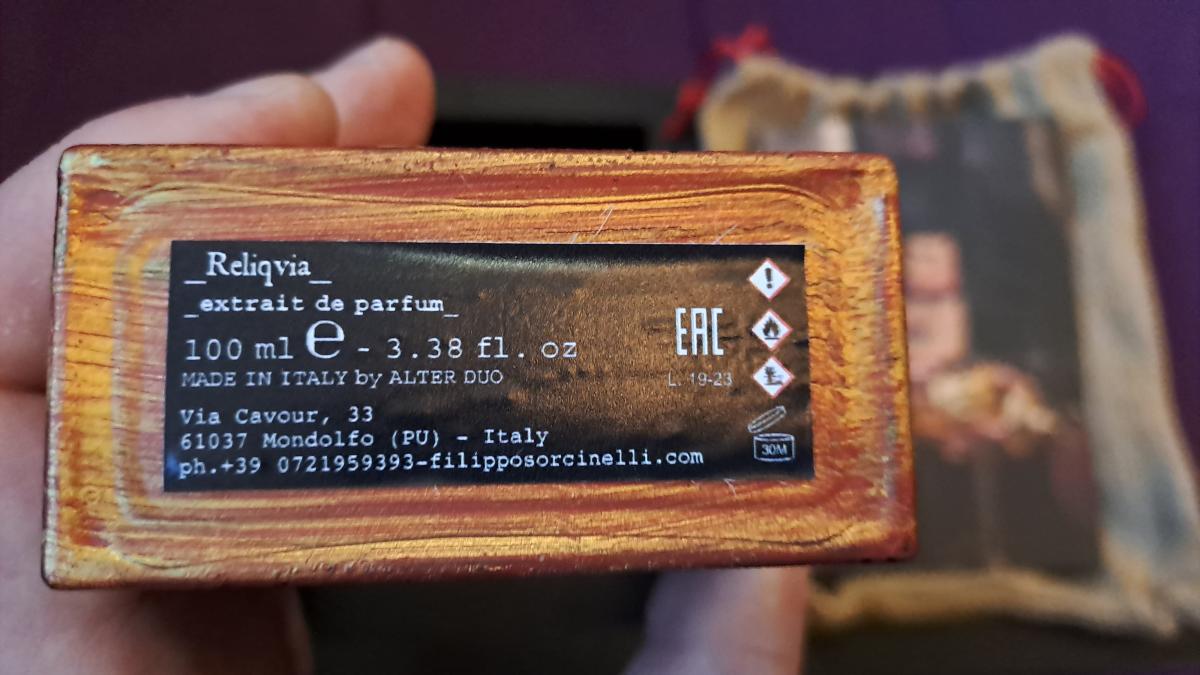 _Reliqvia_
_extrait de parfum_
100 ml e - 3.38 fl. oz
MADE IN ITALY by ALTER DUO
Via Cavour, 33
61037 Mondolfo (PU) - Italy
ph.+39 0721959393-filipposorcinelli.com
EAC
L. 19-23
30M